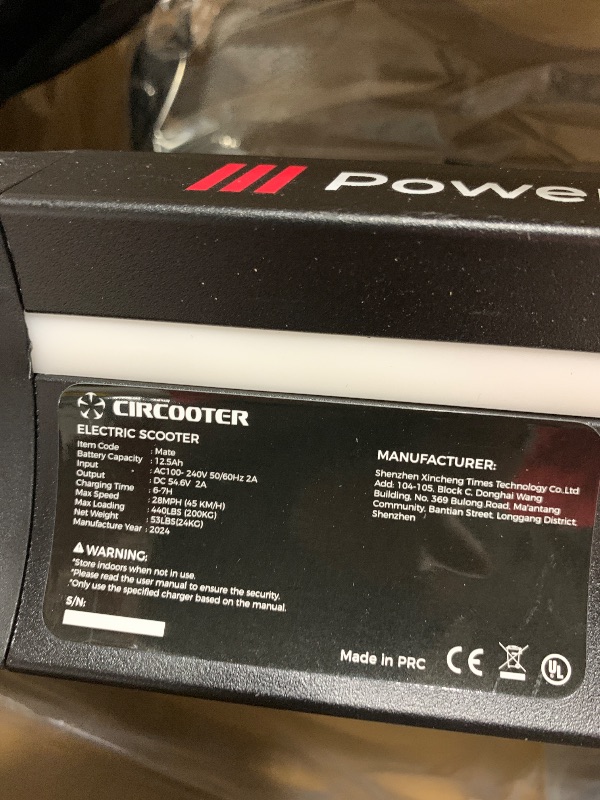 Power
CIRCOOTER
ELECTRIC SCOOTER
Item Code : Mate
Battery Capacity : 12.5Ah
Input : AC100- 240V 50/60Hz 2A
Output : DC 54.6V 2A
Charging Time : 6-7H
Max Speed : 28MPH (45 KM/H)
Max Loading : 440LBS (200KG)
Net Weight : 53LBS(24KG)
Manufacture Year : 2024
WARNING:
*Store indoors when not in use.
*Please read the user manual to ensure the security.
*Only use the specified charger based on the manual.
S/N:
MANUFACTURER:
Shenzhen Xincheng Times Technology Co.,Ltd
Add: 104-105, Block C, Donghai Wang
Building, No. 369 Bulong Road, Ma'antang
Community, Bantian Street, Longgang District,
Shenzhen
Made in PRC
CE
UL